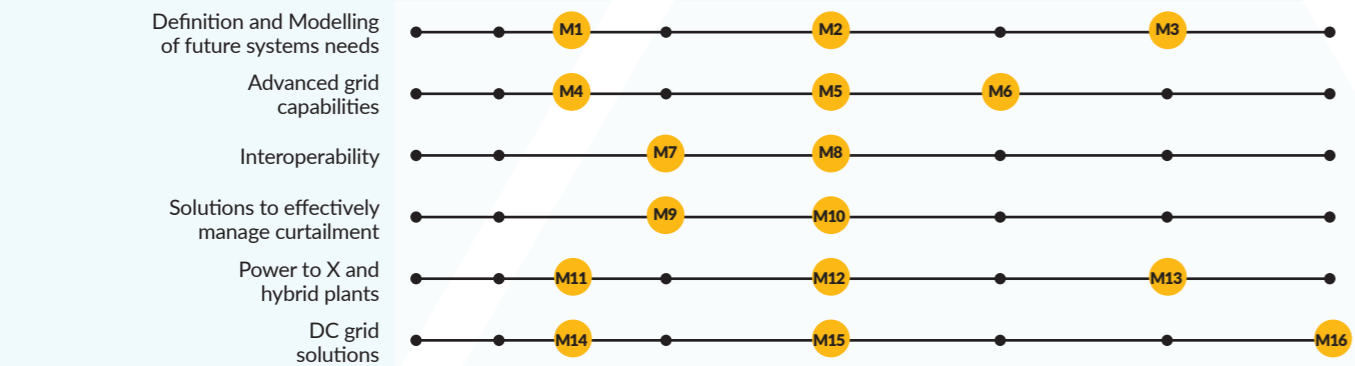 Definition and Modelling
of future systems needs
M1 M2 M3
Advanced grid
capabilities
M4 M5 M6
Interoperability
M7 M8
Solutions to effectively
manage curtailment
M9 M10
Power to X and
hybrid plants
M11 M12 M13
DC grid
solutions
M14 M15 M16